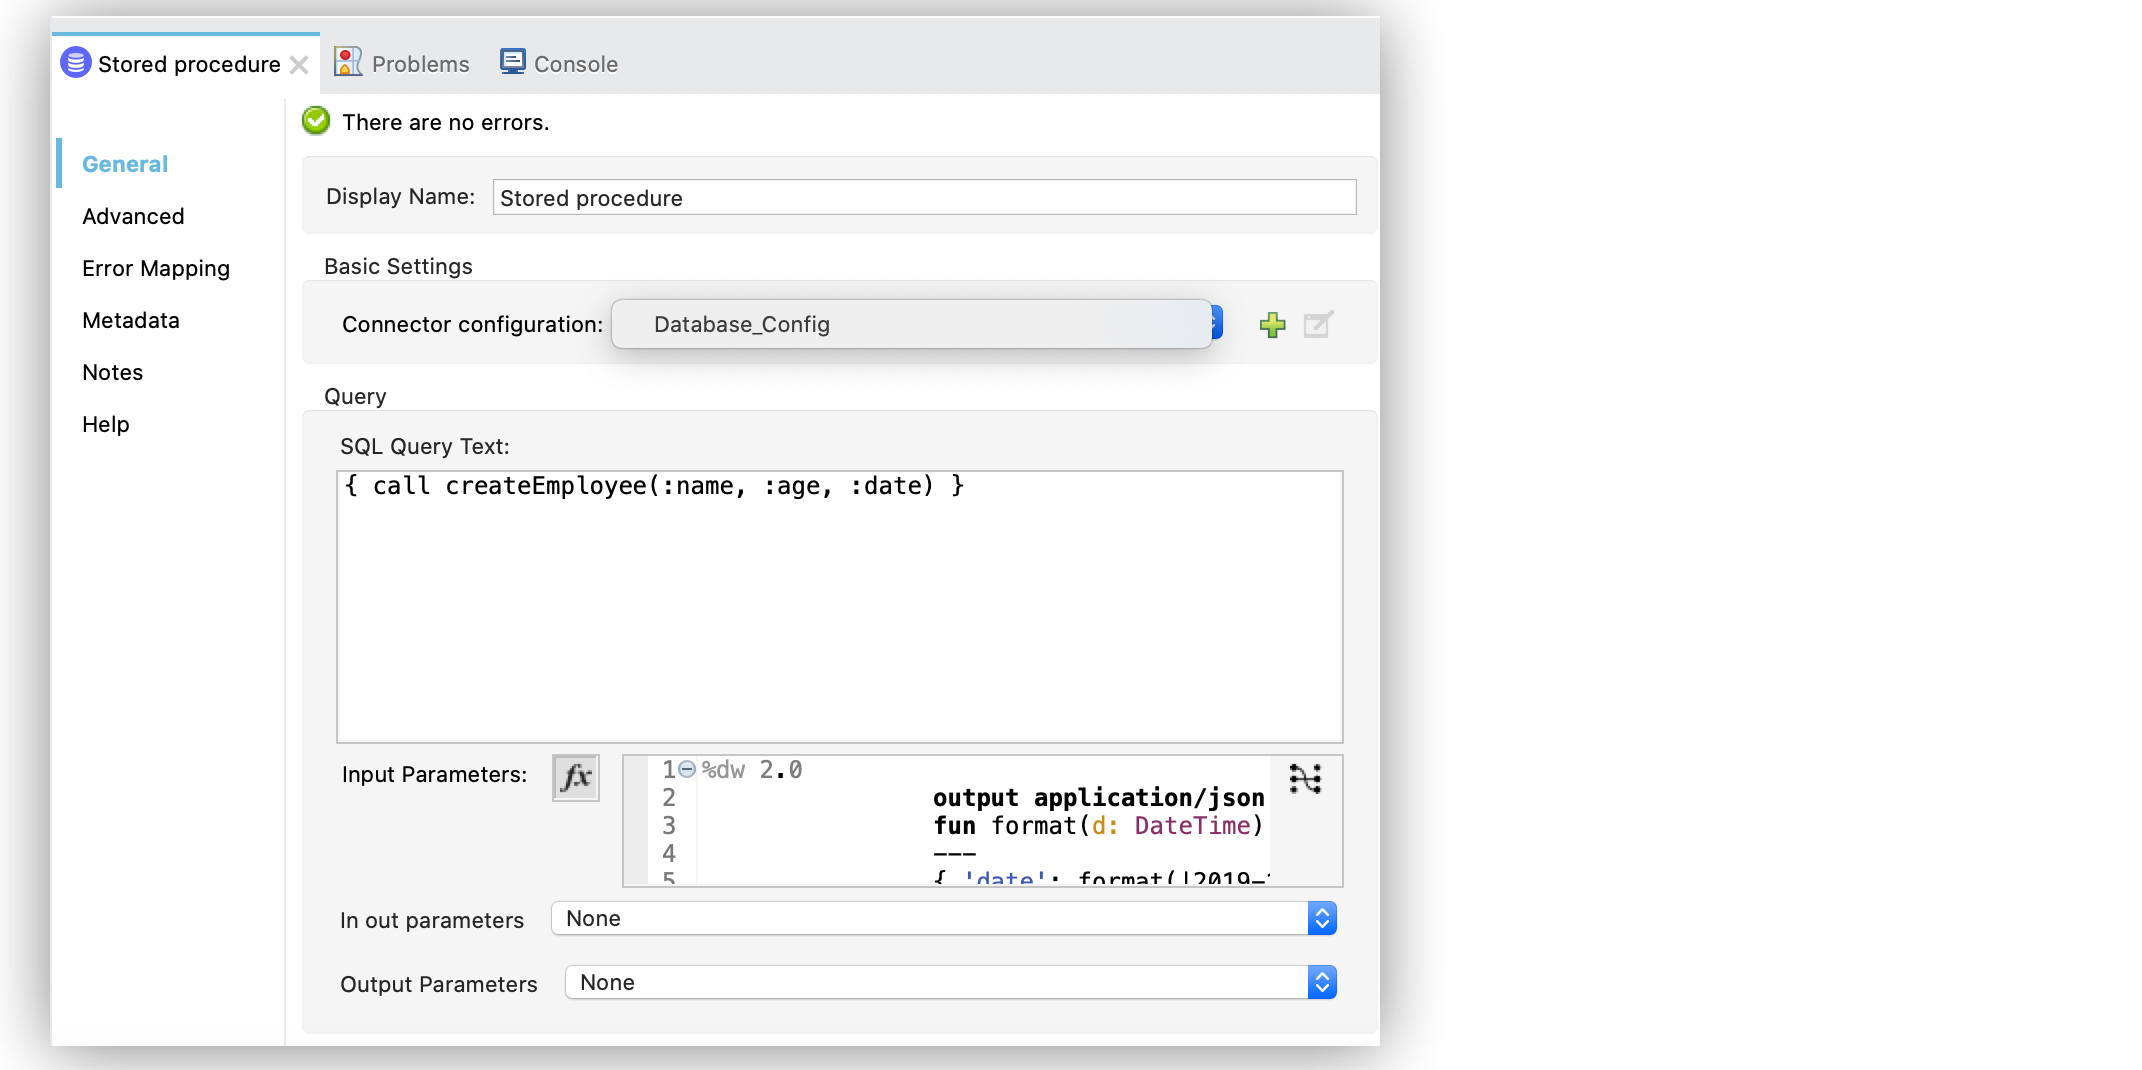 Stored procedure
Problems
Console
There are no errors.
General
Advanced
Error Mapping
Metadata
Notes
Help
Display Name: Stored procedure
Basic Settings
Connector configuration: Database_Config
Query
SQL Query Text:
{ call createEmployee(:name, :age, :date) }
Input Parameters: fx
1 %dw 2.0
2 output application/json
3 fun format(d: DateTime)
4 ---
5 { 'date': format(|2019-
In out parameters None
Output Parameters None